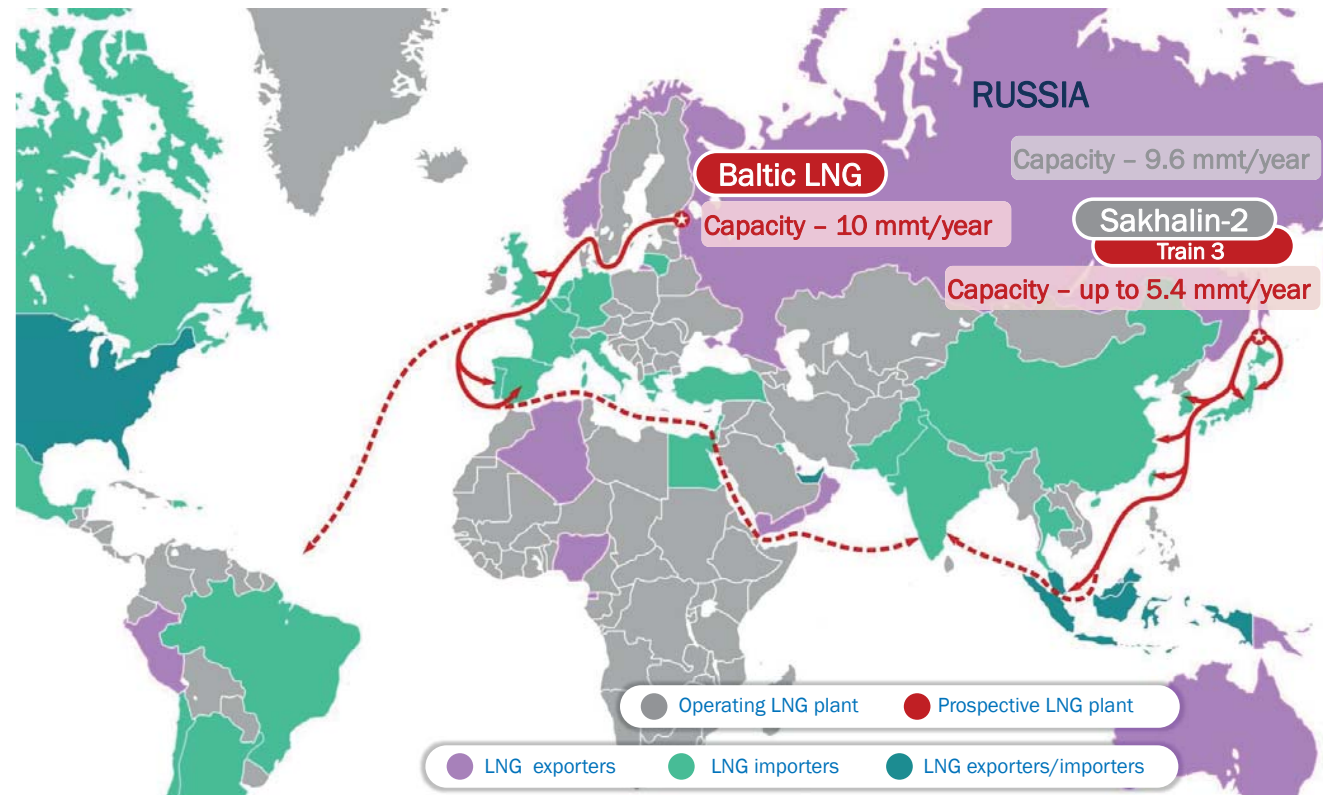 RUSSIA
Capacity – 9.6 mmt/year
Baltic LNG
Capacity – 10 mmt/year
Sakhalin-2
Train 3
Capacity – up to 5.4 mmt/year
Operating LNG plant
Prospective LNG plant
LNG exporters
LNG importers
LNG exporters/importers